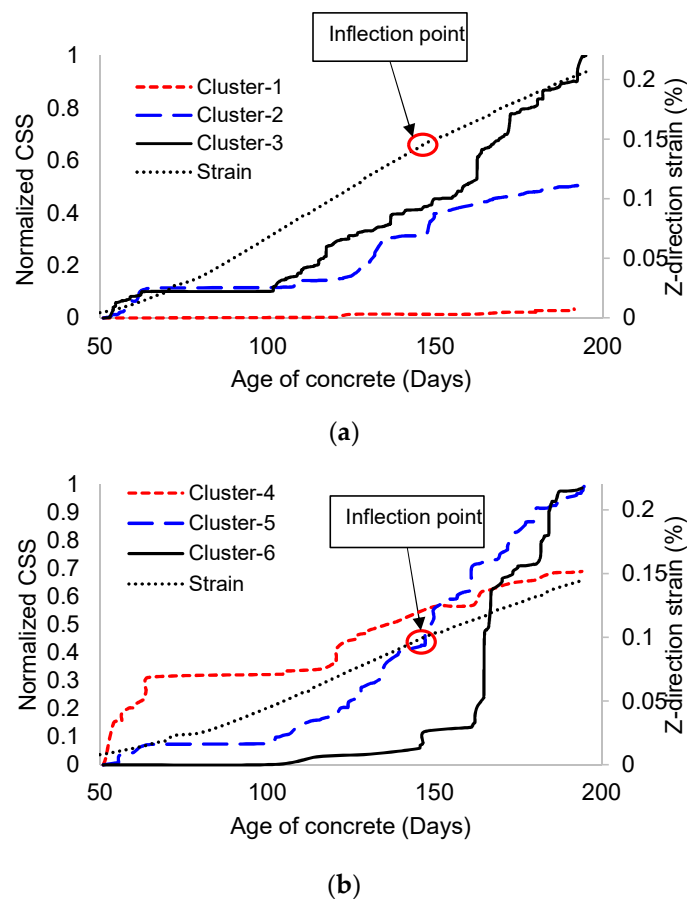 Inflection point
Normalized CSS
1
0.8
0.6
0.4
0.2
0
Cluster-1
Cluster-2
Cluster-3
Strain
0.2
0.15
0.1
0.05
0
Z-direction strain (%)
50 100 150 200
Age of concrete (Days)
(a)
Normalized CSS
1
0.9
0.8
0.7
0.6
0.5
0.4
0.3
0.2
0.1
0
Cluster-4
Cluster-5
Cluster-6
Strain
Inflection point
0.2
0.15
0.1
0.05
0
Z-direction strain (%)
50 100 150 200
Age of concrete (Days)
(b)